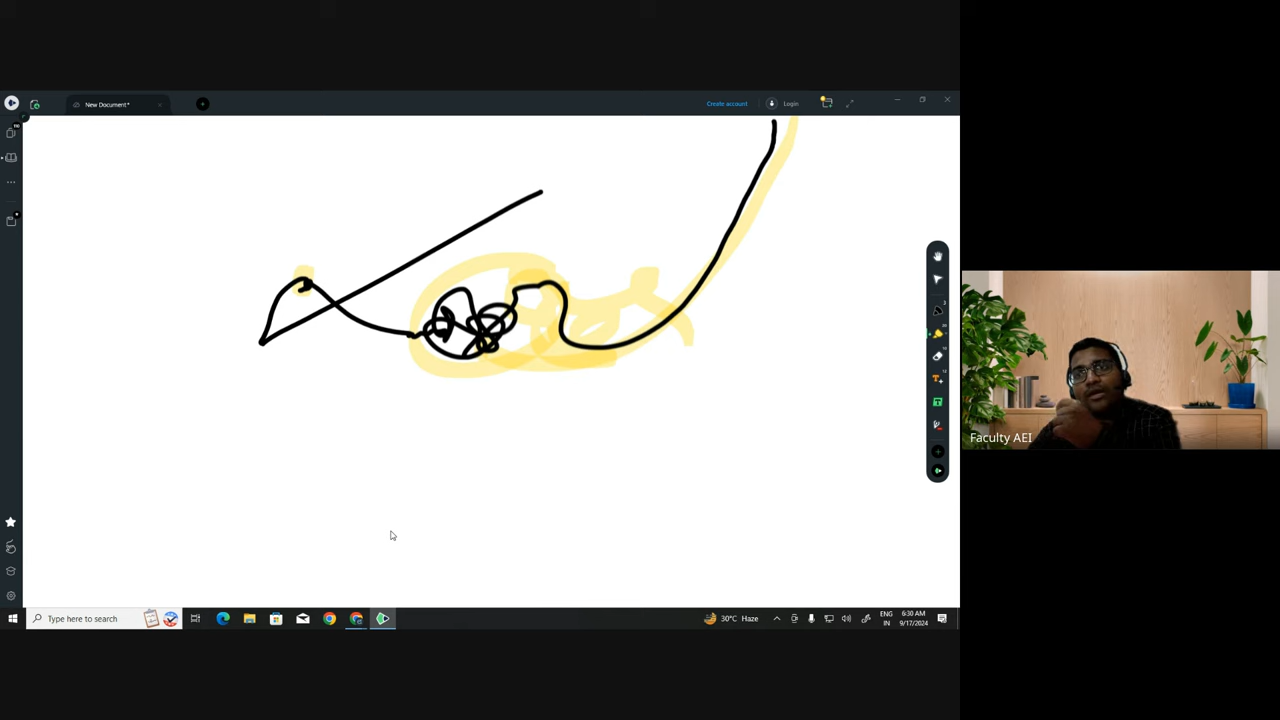 New Document*
Create account
Login
Faculty AEI
Type here to search
30°C Haze
ENG
IN
6:30 AM
9/17/2024